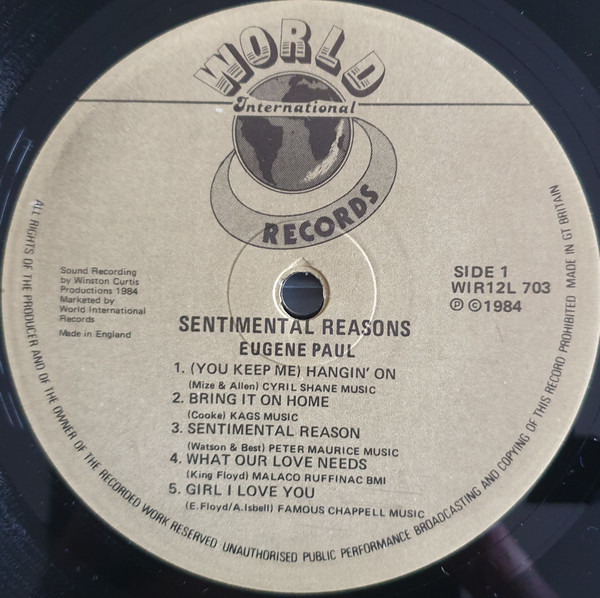 WORLD
International
RECORDS
Sound Recording
by Winston Curtis
Productions 1984
Marketed by
World International
Records
Made in England
SIDE 1
WIR12L 703
Ⓟ ©1984
SENTIMENTAL REASONS
EUGENE PAUL
1. (YOU KEEP ME) HANGIN' ON
(Mize & Allen) CYRIL SHANE MUSIC
2. BRING IT ON HOME
(Cooke) KAGS MUSIC
3. SENTIMENTAL REASON
(Watson & Best) PETER MAURICE MUSIC
4. WHAT OUR LOVE NEEDS
(King Floyd) MALACO RUFFINAC BMI
5. GIRL I LOVE YOU
(E.Floyd/A.Isbell) FAMOUS CHAPPELL MUSIC
ALL RIGHTS OF THE PRODUCER AND OF THE OWNER OF THE RECORDED WORK RESERVED UNAUTHORISED PUBLIC PERFORMANCE BROADCASTING AND COPYING OF THIS RECORD PROHIBITED MADE IN GT BRITAIN